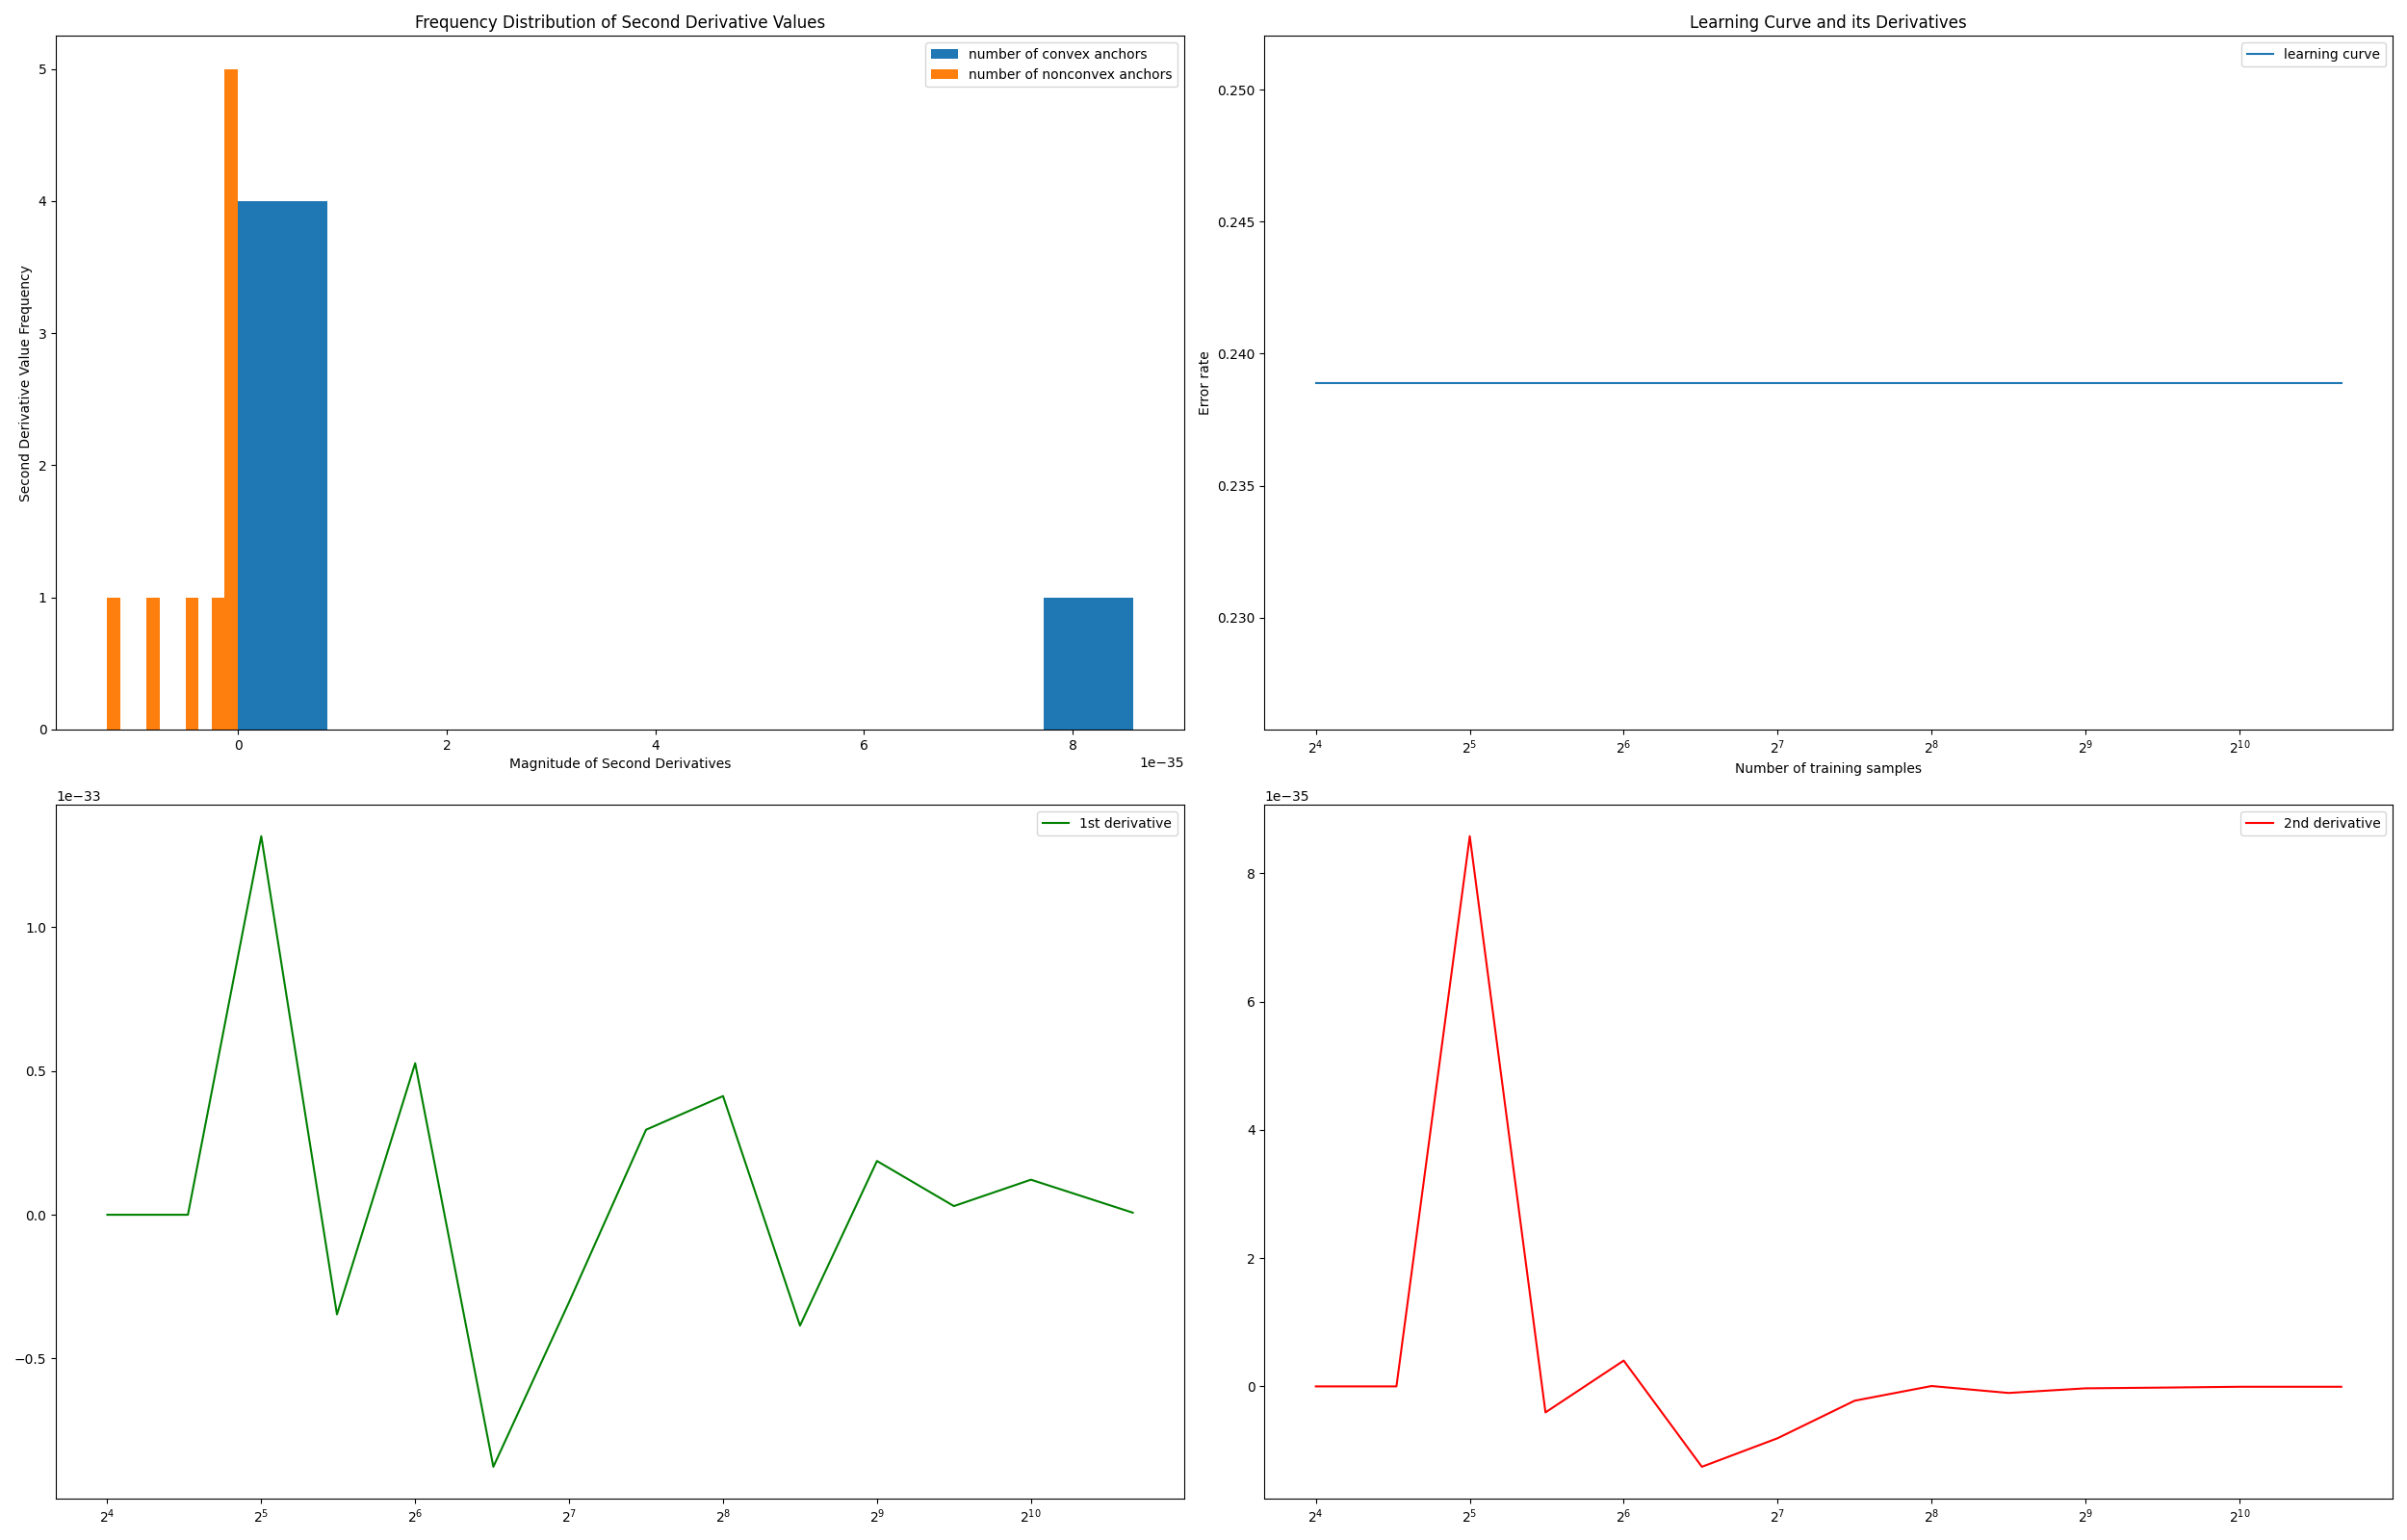 Frequency Distribution of Second Derivative Values
number of convex anchors
number of nonconvex anchors
Second Derivative Value Frequency
5
4
3
2
1
0
0 2 4 6 8
1e−35
Magnitude of Second Derivatives
Learning Curve and its Derivatives
learning curve
Error rate
0.250
0.245
0.240
0.235
0.230
2^4 2^5 2^6 2^7 2^8 2^9 2^10
Number of training samples
1e−33
1st derivative
1.0
0.5
0.0
−0.5
2^4 2^5 2^6 2^7 2^8 2^9 2^10
1e−35
2nd derivative
8
6
4
2
0
2^4 2^5 2^6 2^7 2^8 2^9 2^10